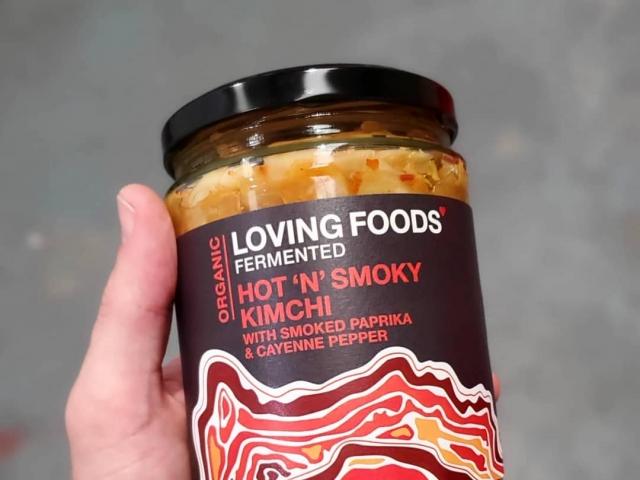 ORGANIC
LOVING FOODS
FERMENTED
HOT 'N' SMOKY
KIMCHI
WITH SMOKED PAPRIKA
& CAYENNE PEPPER